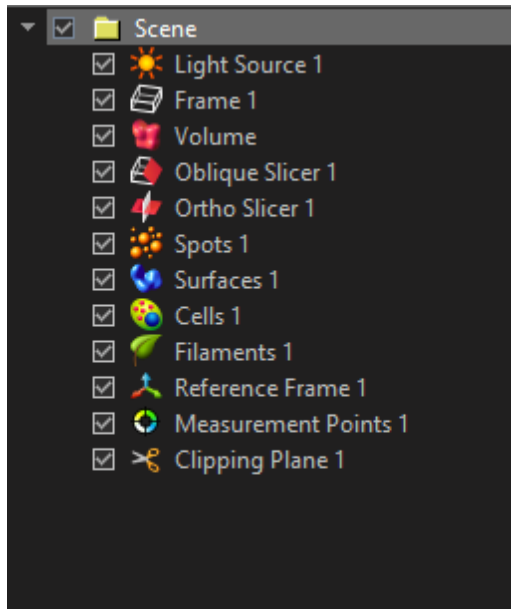 Scene
Light Source 1
Frame 1
Volume
Oblique Slicer 1
Ortho Slicer 1
Spots 1
Surfaces 1
Cells 1
Filaments 1
Reference Frame 1
Measurement Points 1
Clipping Plane 1